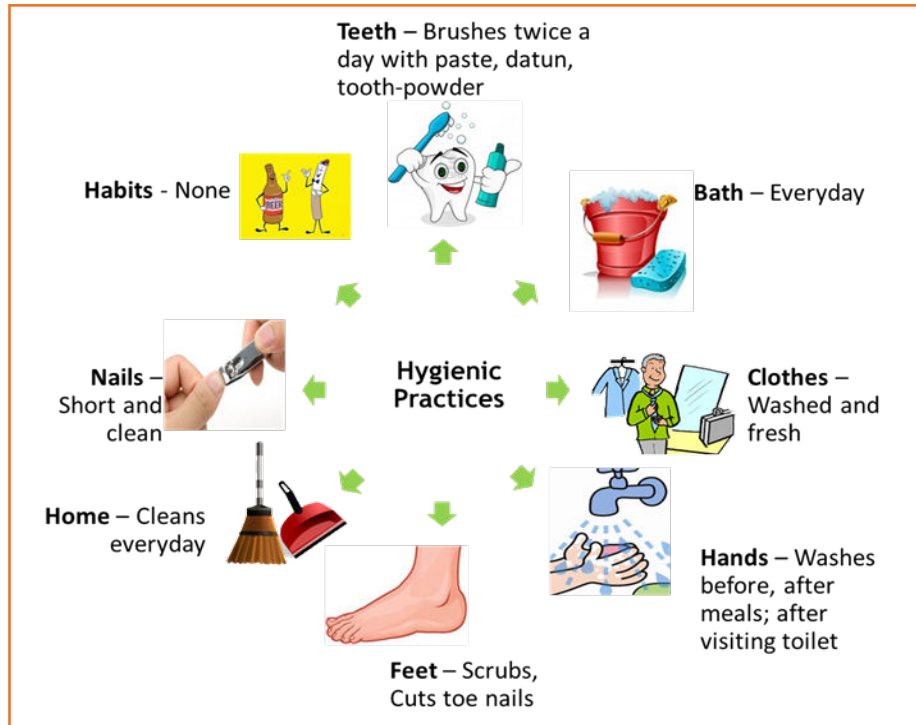 Teeth – Brushes twice a
day with paste, datun,
tooth-powder
Habits - None
BEER
Bath – Everyday
Nails –
Short and
clean
Hygienic
Practices
Clothes –
Washed and
fresh
Home – Cleans
everyday
Hands – Washes
before, after
meals; after
visiting toilet
Feet – Scrubs,
Cuts toe nails